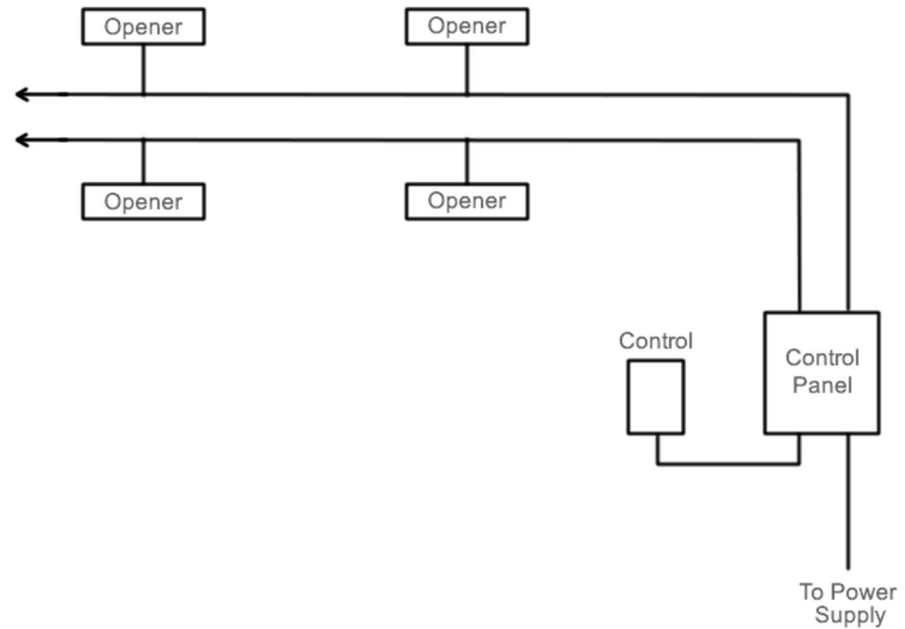 Opener
Opener
Opener
Opener
Control
Control
Panel
To Power
Supply